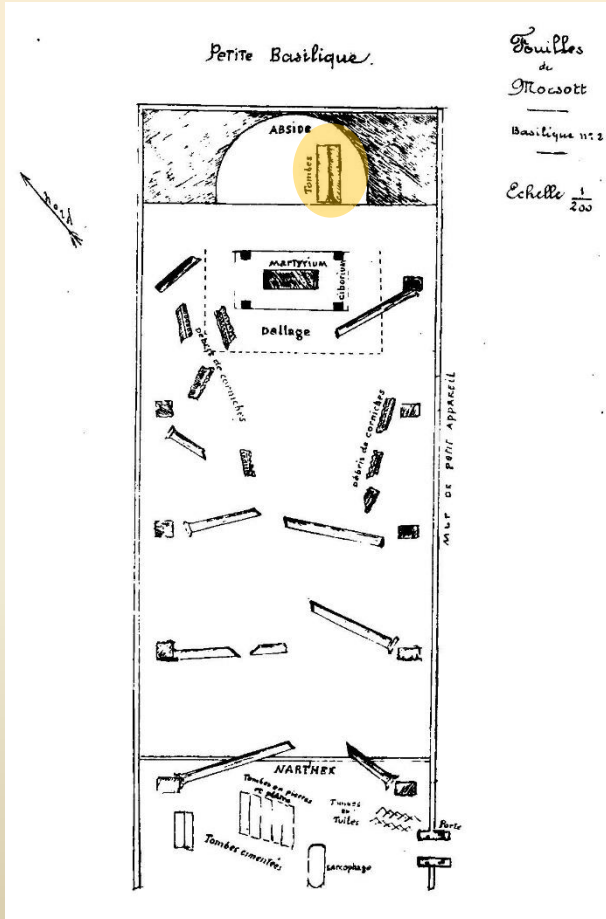 Petite Basilique.
Fouilles
de
Morsott
Basilique nº 2
Echelle 1/200
nord
ABSIDE
Tombes
Martyrium
Ciborium
Dallage
Débris de corniches
Débris de corniches
MUR DE PETIT APPAREIL
NARTHEX
Tombes en pierres
et plâtre
Tombes
en
Tuiles
Porte
Tombes cimentées
sarcophage